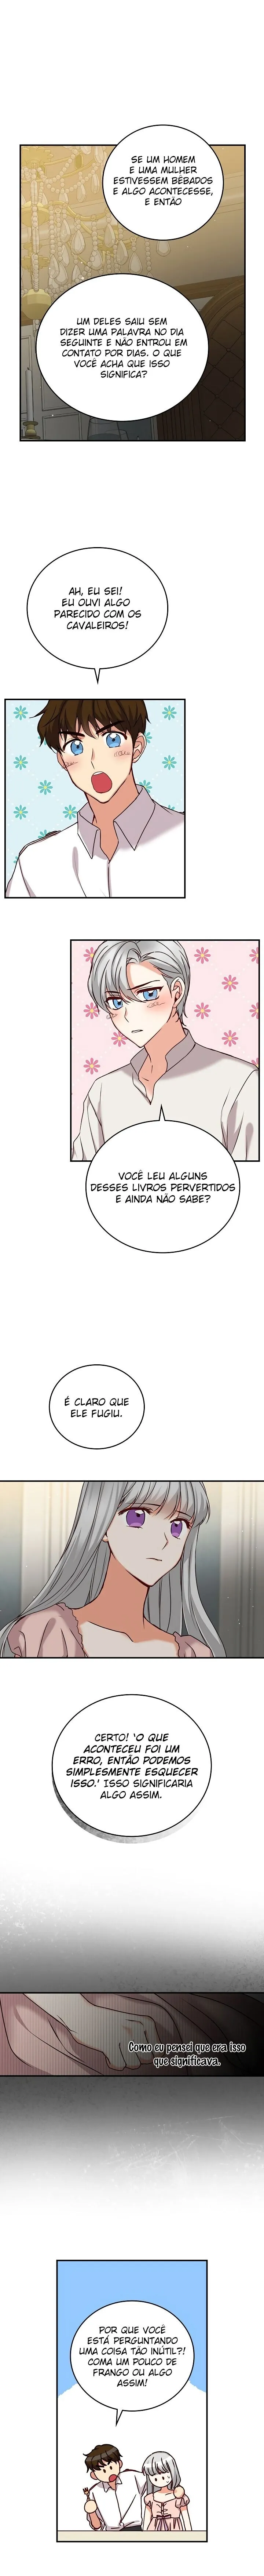 SE UM HOMEM
E UMA MULHER
ESTIVESSEM BÊBADOS
E ALGO ACONTECESSE,
E ENTÃO
UM DELES SAIU SEM
DIZER UMA PALAVRA NO DIA
SEGUINTE E NÃO ENTROU EM
CONTATO POR DIAS. O QUE
VOCÊ ACHA QUE ISSO
SIGNIFICA?
AH, EU SEI!
EU OUVI ALGO
PARECIDO COM OS
CAVALEIROS!
VOCÊ LEU ALGUNS
DESSES LIVROS PERVERTIDOS
E AINDA NÃO SABE?
É CLARO QUE
ELE FUGIU.
CERTO! 'O QUE
ACONTECEU FOI UM
ERRO, ENTÃO PODEMOS
SIMPLESMENTE ESQUECER
ISSO.' ISSO SIGNIFICARIA
ALGO ASSIM.
Como eu pensei que era isso
que significava.
POR QUE VOCÊ
ESTÁ PERGUNTANDO
UMA COISA TÃO INÚTIL?!
COMA UM POUCO DE
FRANGO OU ALGO
ASSIM!